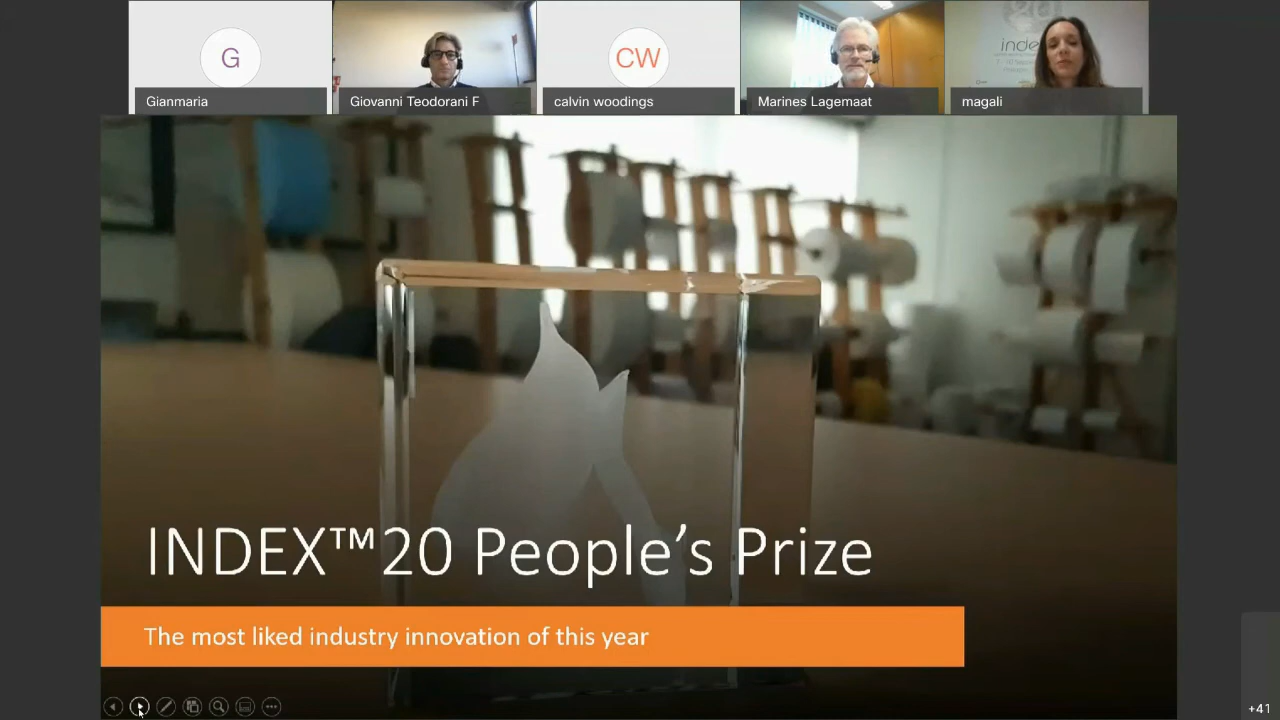 G
CW
Gianmaria
Giovanni Teodorani F
calvin woodings
Marines Lagemaat
magali
INDEX™20 People’s Prize
The most liked industry innovation of this year
+41